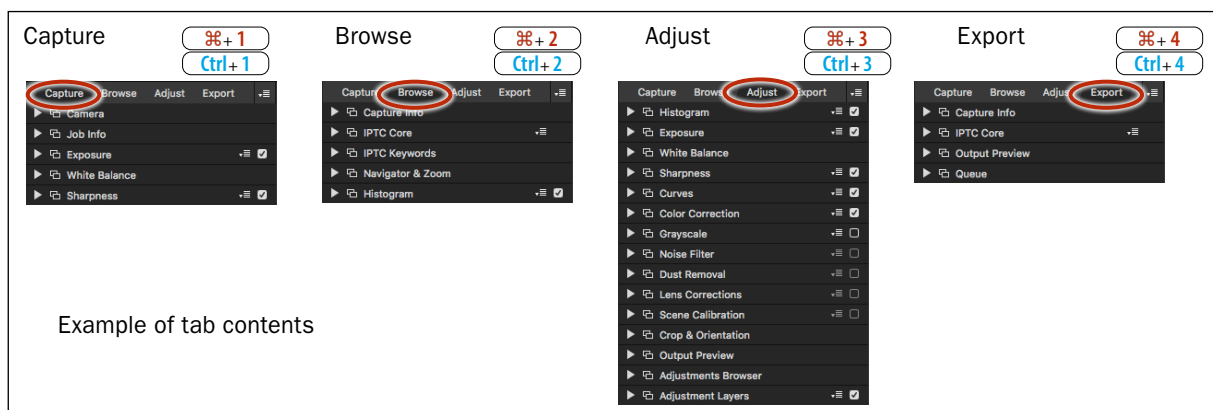 Capture
⌘+ 1
Ctrl+ 1
Capture Browse Adjust Export
Camera
Job Info
Exposure
White Balance
Sharpness
Browse
⌘+ 2
Ctrl+ 2
Capture Browse Adjust Export
Capture Info
IPTC Core
IPTC Keywords
Navigator & Zoom
Histogram
Adjust
⌘+ 3
Ctrl+ 3
Capture Browse Adjust Export
Histogram
Exposure
White Balance
Sharpness
Curves
Color Correction
Grayscale
Noise Filter
Dust Removal
Lens Corrections
Scene Calibration
Crop & Orientation
Output Preview
Adjustments Browser
Adjustment Layers
Export
⌘+ 4
Ctrl+ 4
Capture Browse Adjust Export
Capture Info
IPTC Core
Output Preview
Queue
Example of tab contents